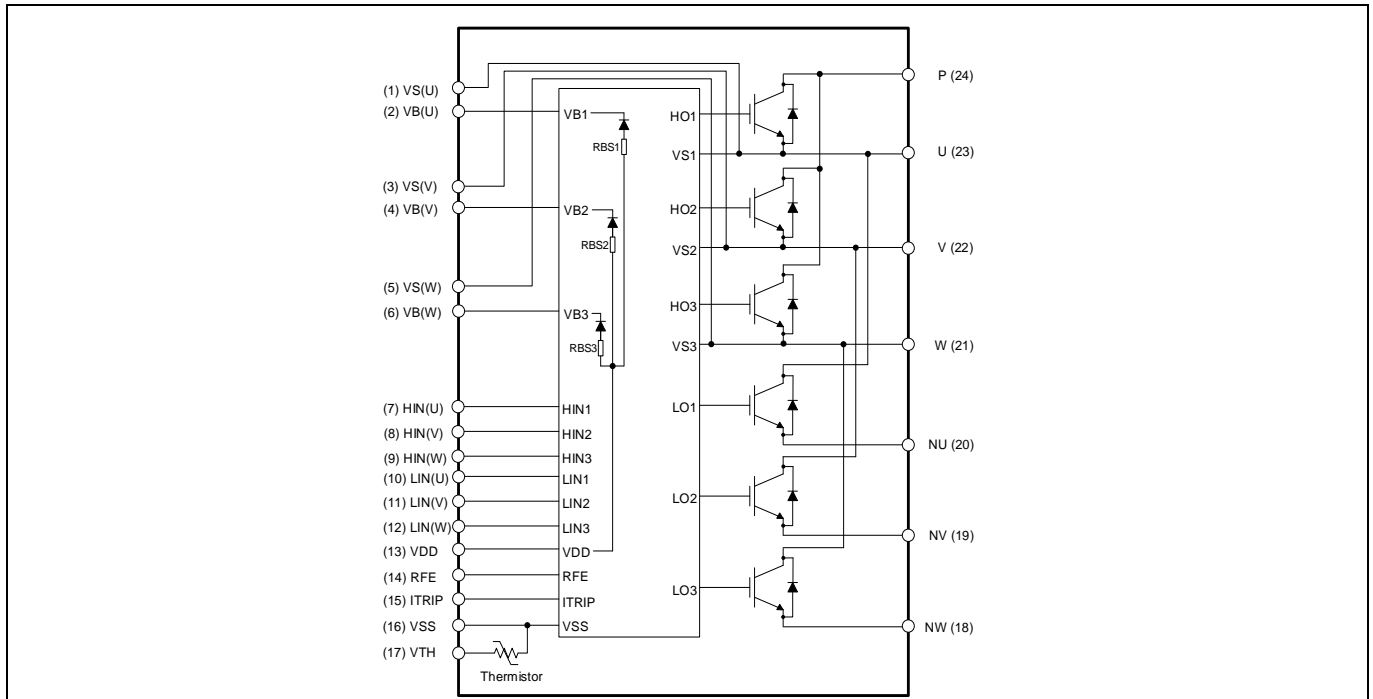 (1) VS(U)
(2) VB(U)
(3) VS(V)
(4) VB(V)
(5) VS(W)
(6) VB(W)
(7) HIN(U)
(8) HIN(V)
(9) HIN(W)
(10) LIN(U)
(11) LIN(V)
(12) LIN(W)
(13) VDD
(14) RFE
(15) ITRIP
(16) VSS
(17) VTH
Thermistor
VB1
RBS1
VB2
RBS2
VB3
RBS3
HIN1
HIN2
HIN3
LIN1
LIN2
LIN3
VDD
RFE
ITRIP
VSS
HO1
VS1
HO2
VS2
HO3
VS3
LO1
LO2
LO3
P (24)
U (23)
V (22)
W (21)
NU (20)
NV (19)
NW (18)